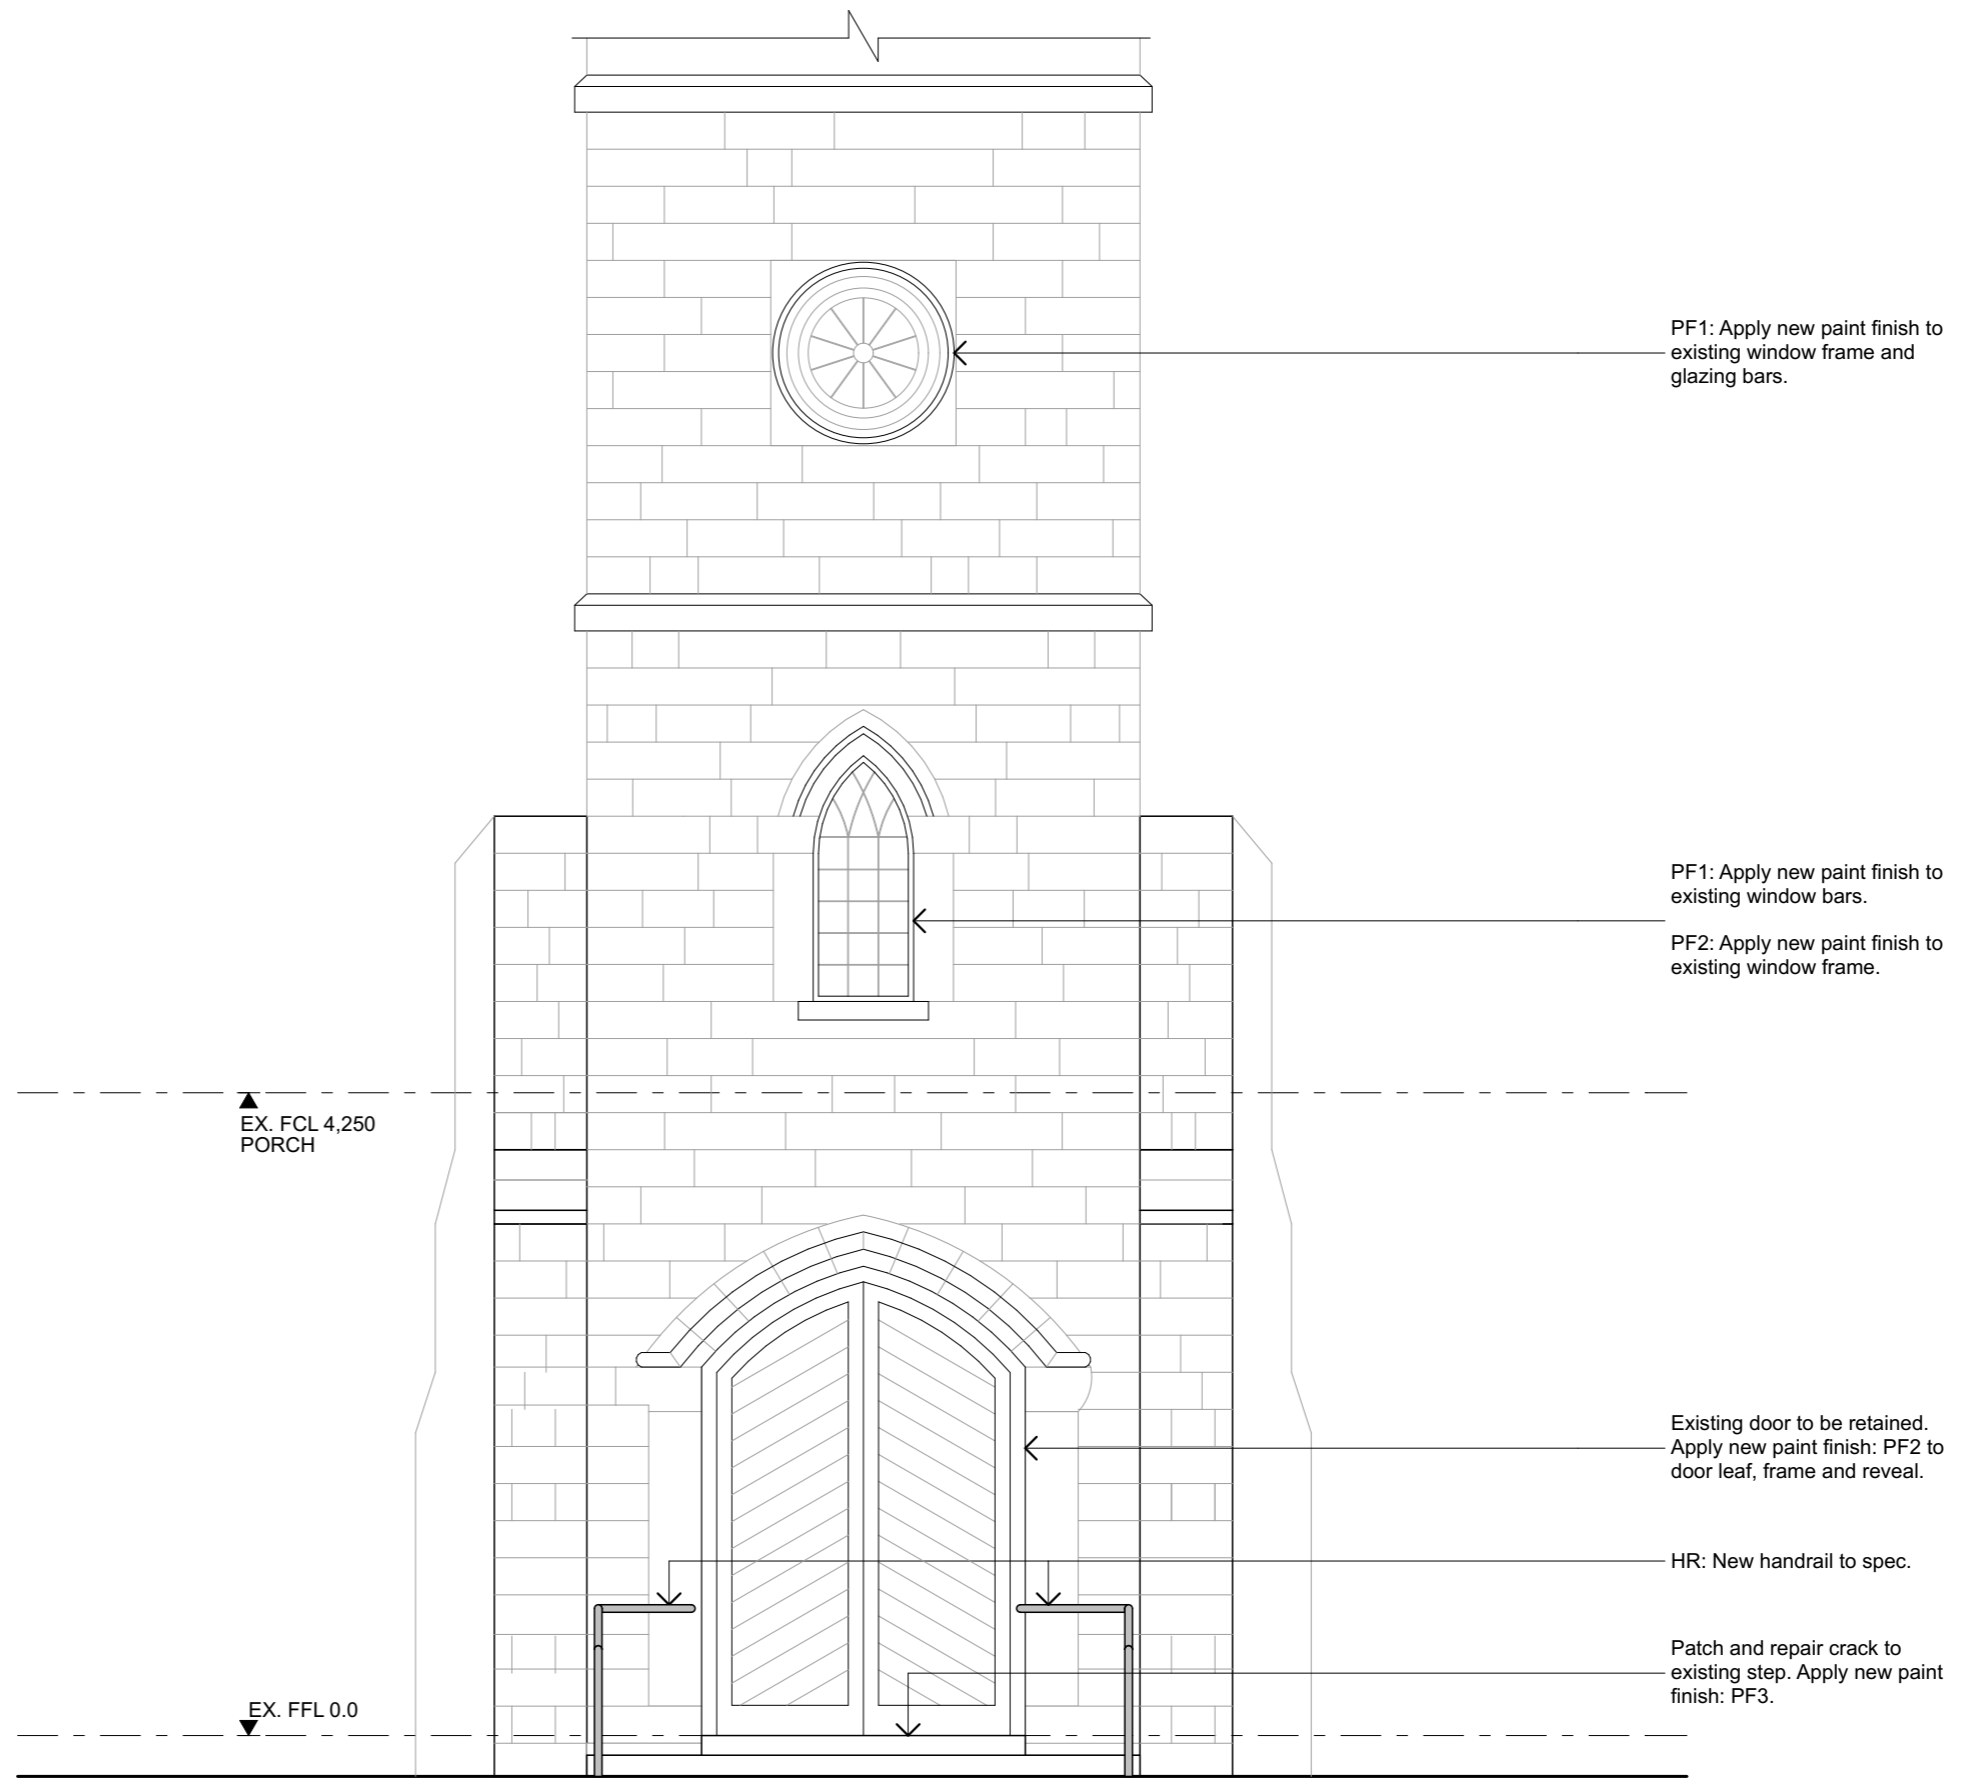 PF1: Apply new paint finish to
existing window frame and
glazing bars.
PF1: Apply new paint finish to
existing window bars.
PF2: Apply new paint finish to
existing window frame.
EX. FCL 4,250
PORCH
Existing door to be retained.
Apply new paint finish: PF2 to
door leaf, frame and reveal.
HR: New handrail to spec.
Patch and repair crack to
existing step. Apply new paint
finish: PF3.
EX. FFL 0.0